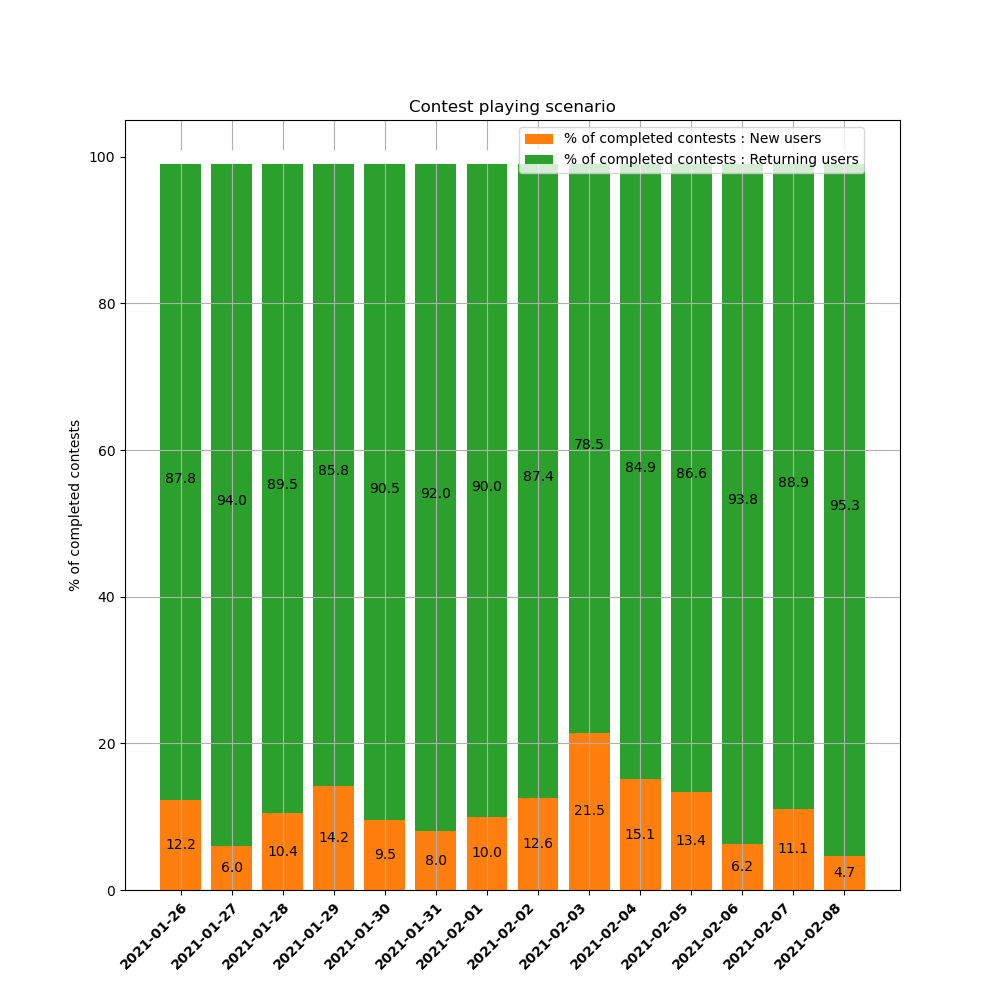 Contest playing scenario
% of completed contests : New users
% of completed contests : Returning users
100
80
60
40
20
0
% of completed contests
87.8 94.0 89.5 85.8 90.5 92.0 90.0 87.4 78.5 84.9 86.6 93.8 88.9 95.3
12.2 6.0 10.4 14.2 9.5 8.0 10.0 12.6 21.5 15.1 13.4 6.2 11.1 4.7
2021-01-26 2021-01-27 2021-01-28 2021-01-29 2021-01-30 2021-01-31 2021-02-01 2021-02-02 2021-02-03 2021-02-04 2021-02-05 2021-02-06 2021-02-07 2021-02-08